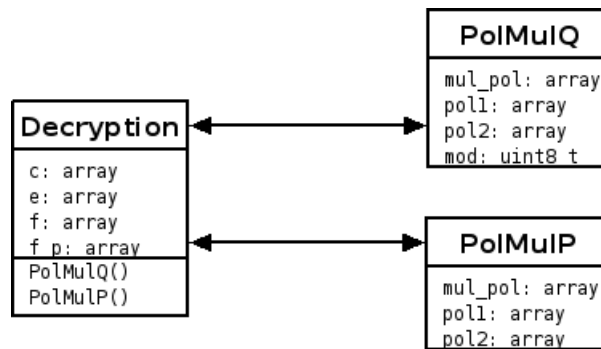 Decryption
c: array
e: array
f: array
f_p: array
PolMulQ()
PolMulP()
PolMulQ
mul_pol: array
pol1: array
pol2: array
mod: uint8_t
PolMulP
mul_pol: array
pol1: array
pol2: array